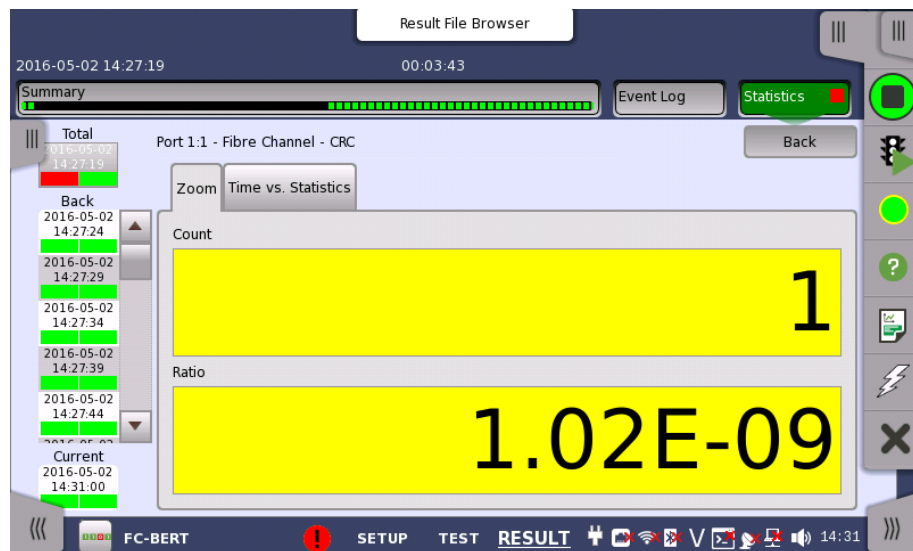 Result File Browser
2016-05-02 14:27:19
00:03:43
Summary
Event Log
Statistics
Total
2016-05-02
14:27:19
Port 1:1 - Fibre Channel - CRC
Back
Zoom
Time vs. Statistics
Back
2016-05-02
14:27:24
2016-05-02
14:27:29
2016-05-02
14:27:34
2016-05-02
14:27:39
2016-05-02
14:27:44
Count
1
Ratio
1.02E-09
Current
2016-05-02
14:31:00
FC-BERT
SETUP
TEST
RESULT
14:31